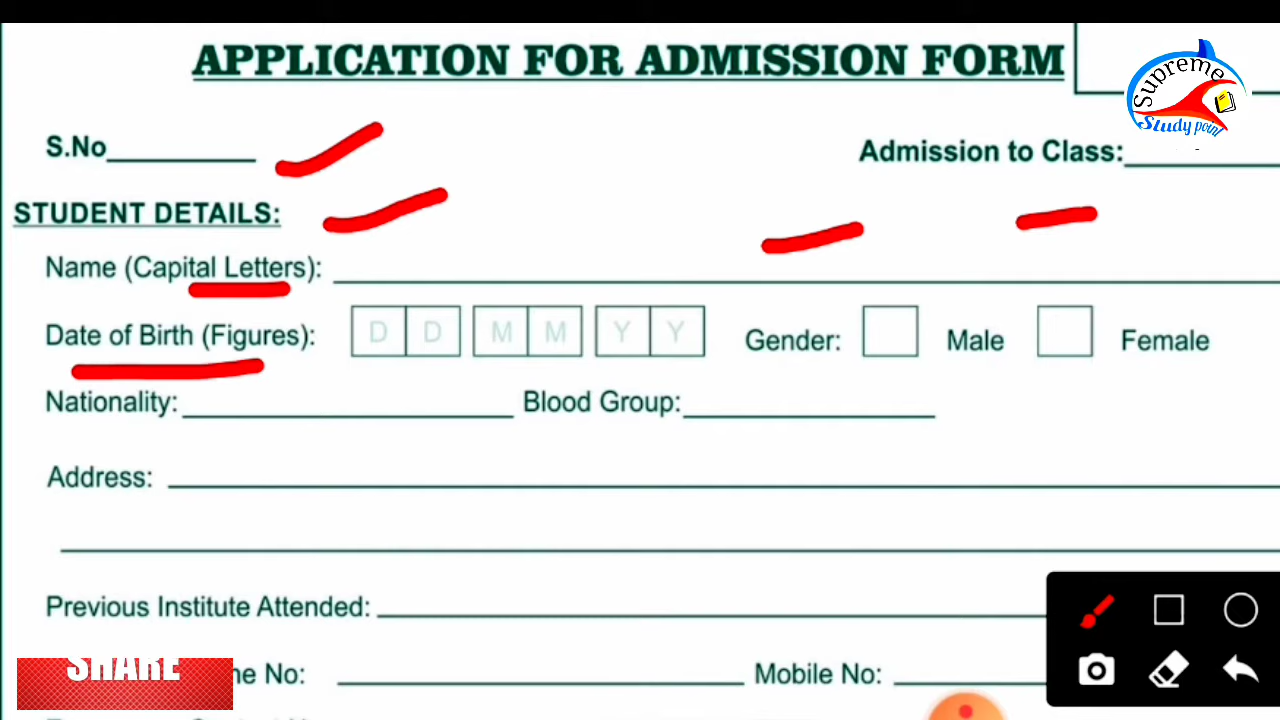 APPLICATION FOR ADMISSION FORM
Supreme
Study point
S.No
Admission to Class:
STUDENT DETAILS:
Name (Capital Letters):
Date of Birth (Figures): D D M M Y Y Gender: Male Female
Nationality: Blood Group:
Address:
Previous Institute Attended:
SHARE
No: Mobile No: